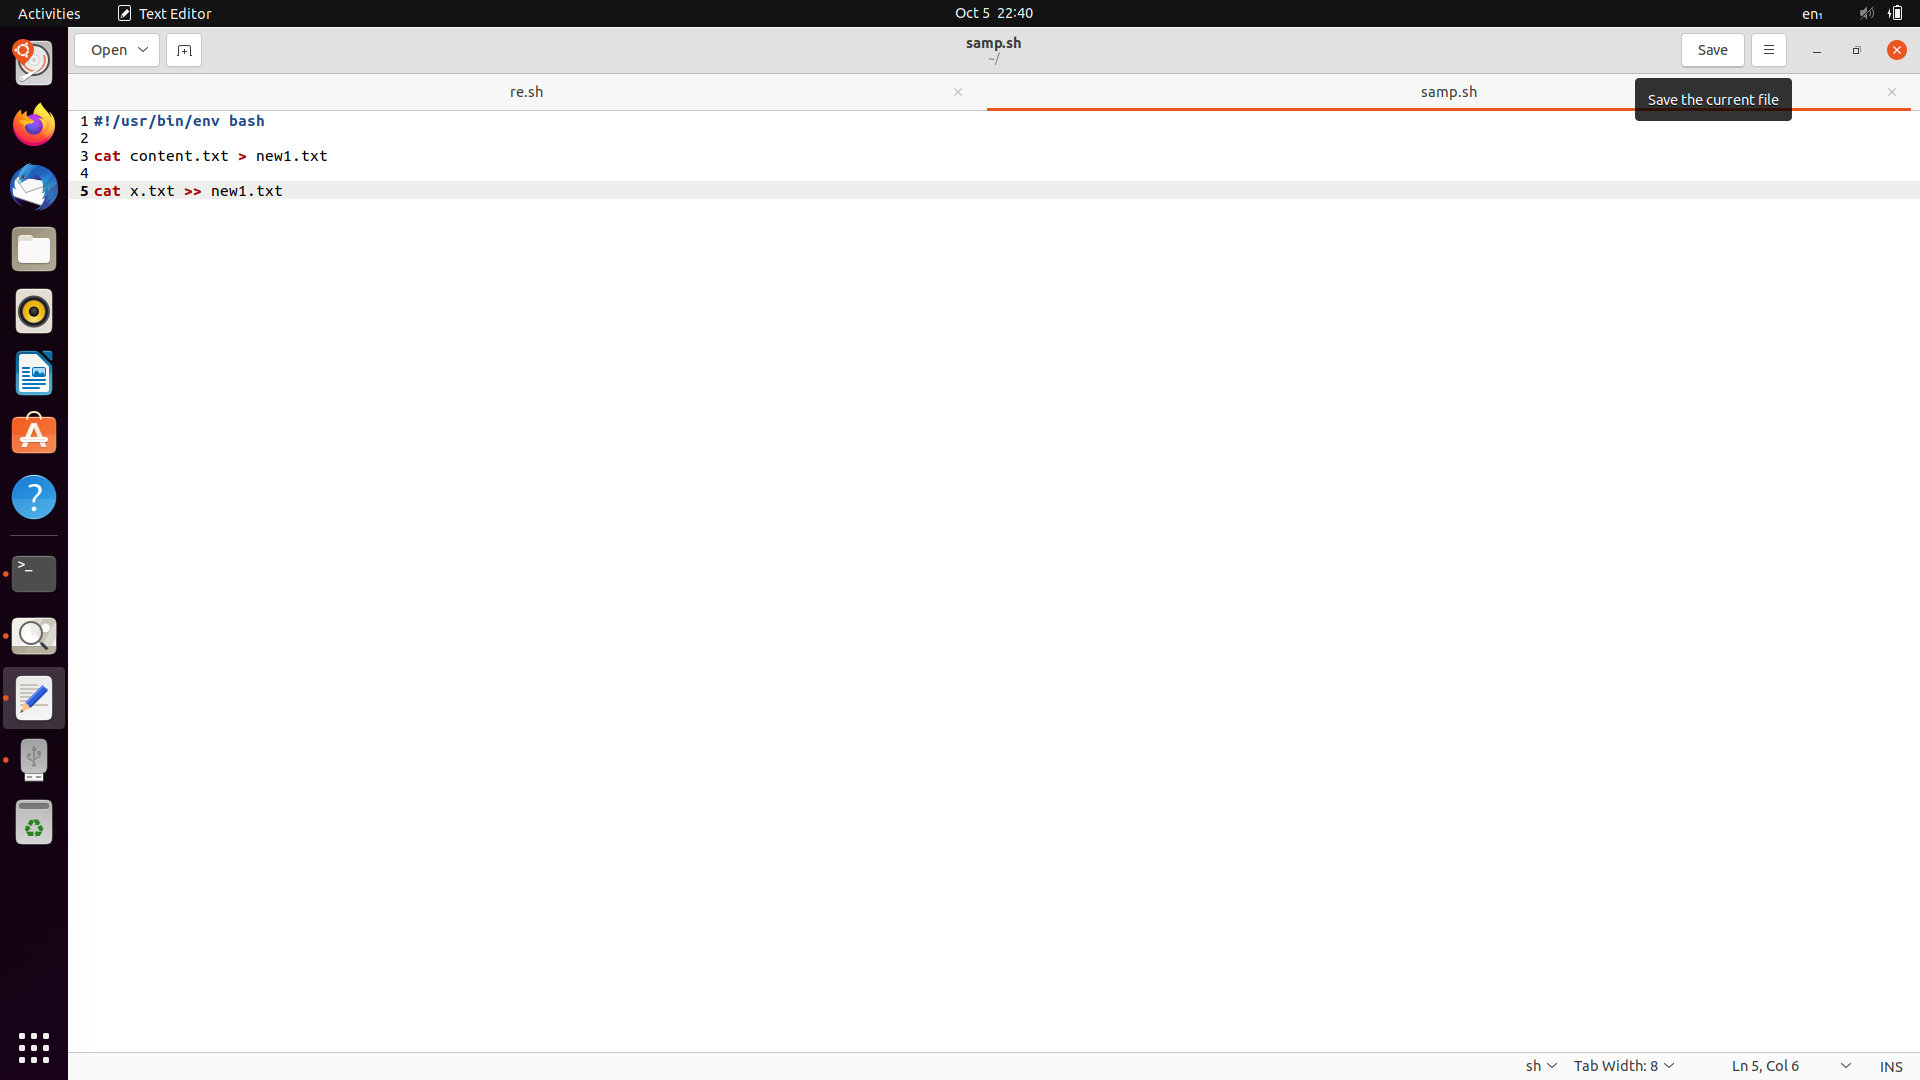 Activities
Text Editor
Oct 5 22:40
en₁
Open
samp.sh
~/
Save
re.sh
samp.sh
Save the current file
1 #!/usr/bin/env bash
2
3 cat content.txt > new1.txt
4
5 cat x.txt >> new1.txt
sh
Tab Width: 8
Ln 5, Col 6
INS